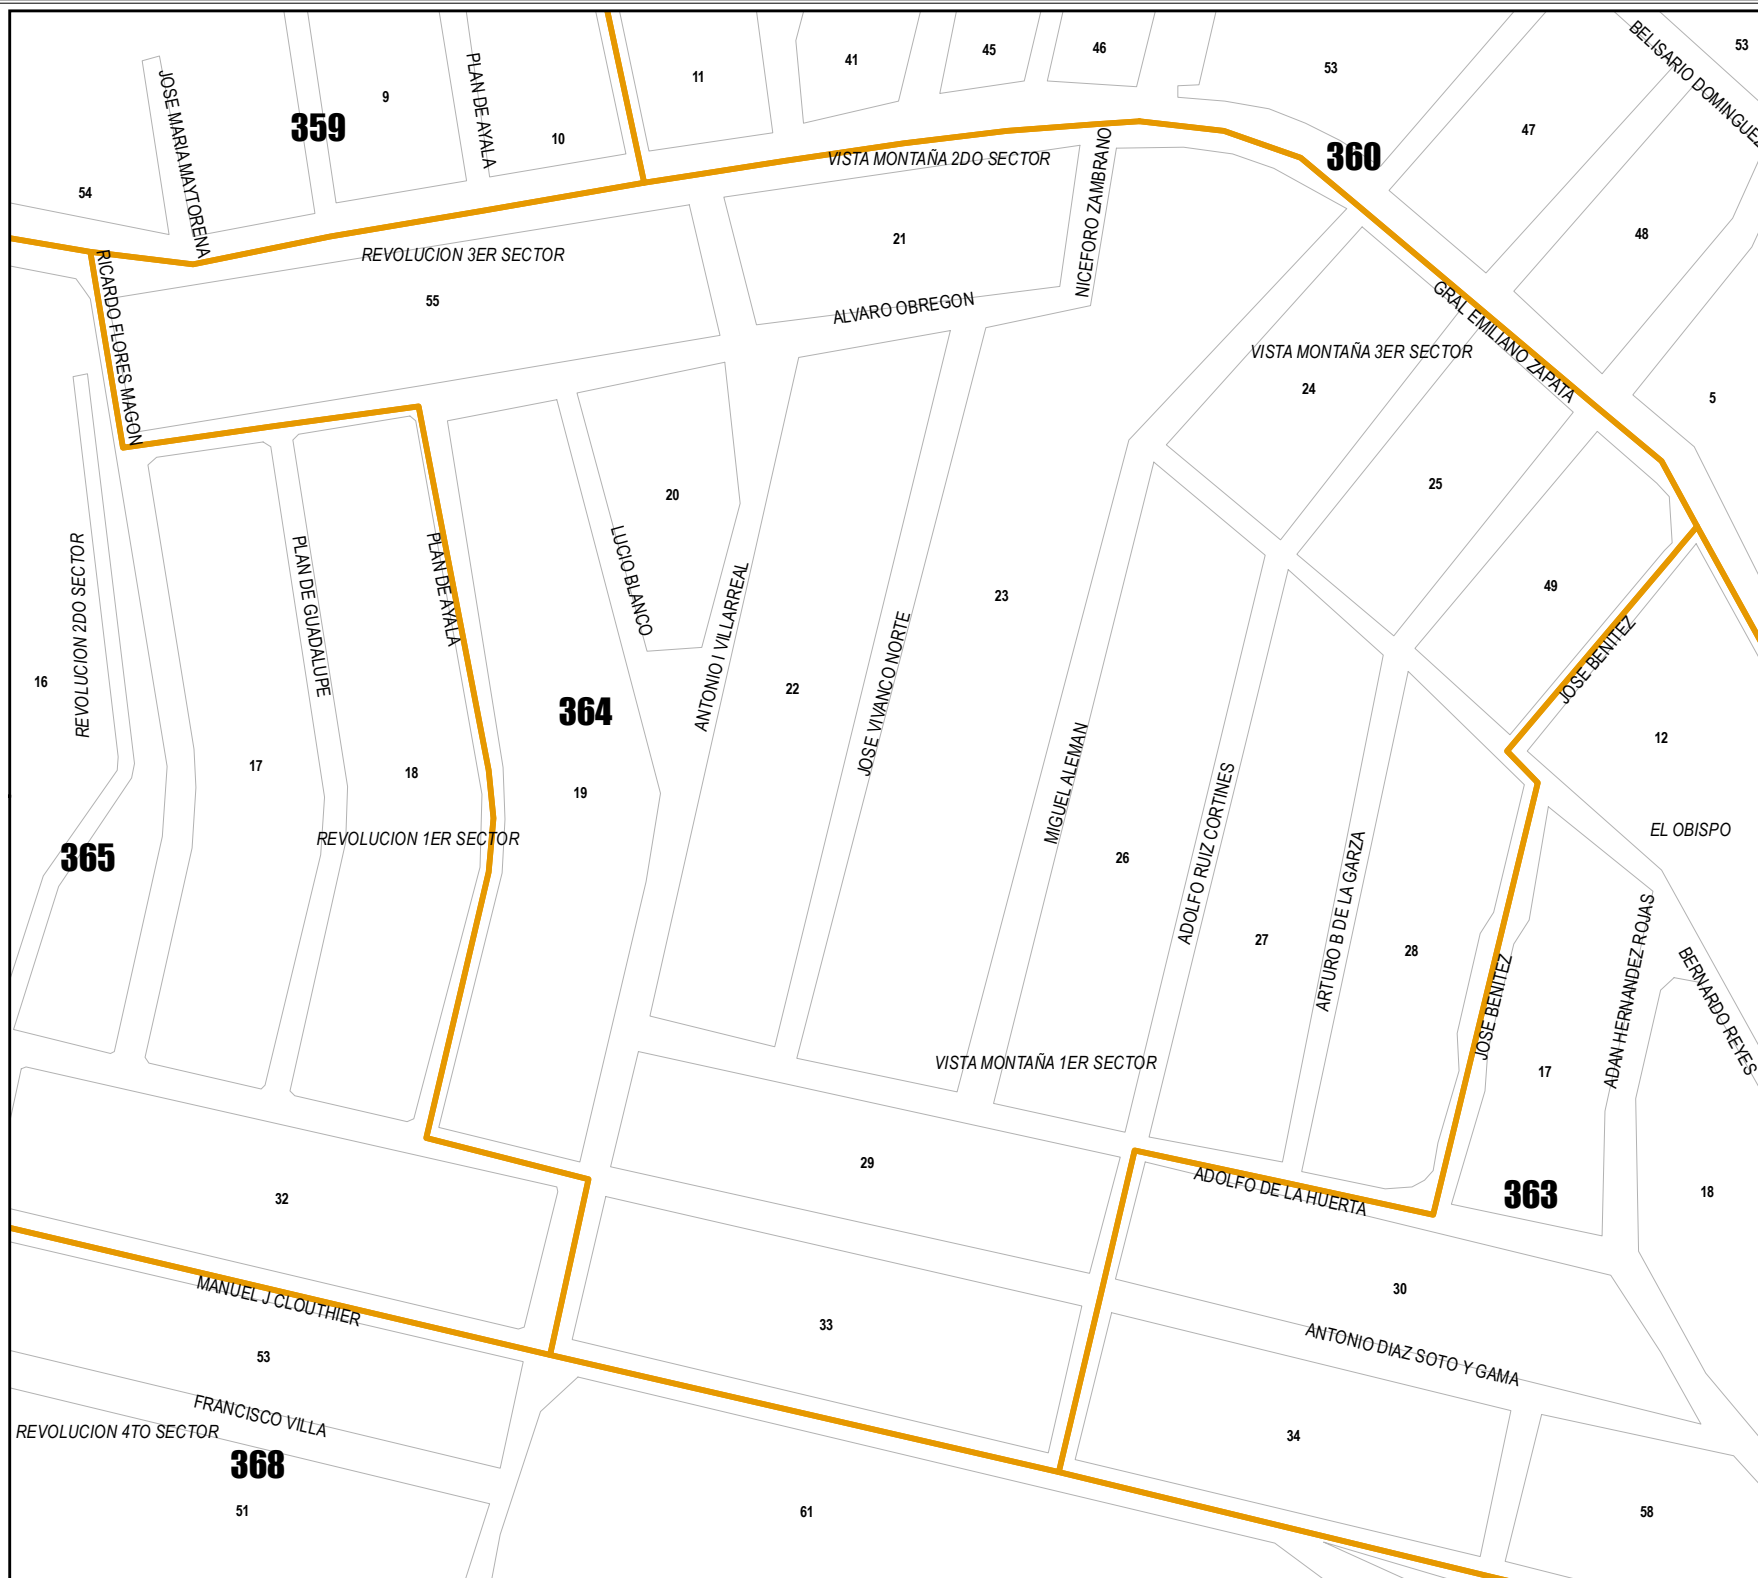 BELISARIO DOMINGUEZ
53
41
45
46
11
53
9
PLAN DE AYALA
JOSE MARIA MAYTORENA
359
10
47
360
VISTA MONTAÑA 2DO SECTOR
NICEFORO ZAMBRANO
54
21
48
REVOLUCION 3ER SECTOR
RICARDO FLORES MAGON
55
ALVARO OBREGON
GRAL EMILIANO ZAPATA
VISTA MONTAÑA 3ER SECTOR
24
5
25
20
LUCIO BLANCO
PLAN DE GUADALUPE
PLAN DE AYALA
REVOLUCION 2DO SECTOR
ANTONIO I VILLARREAL
JOSE VIVANCO NORTE
23
49
JOSE BENITEZ
16
22
364
12
17
18
19
MIGUEL ALEMAN
ADOLFO RUIZ CORTINES
REVOLUCION 1ER SECTOR
EL OBISPO
365
26
ARTURO B DE LA GARZA
27
28
JOSE BENITEZ
ADAN HERNANDEZ ROJAS
BERNARDO REYES
VISTA MONTAÑA 1ER SECTOR
17
29
ADOLFO DE LA HUERTA
363
18
32
30
MANUEL J CLOUTHIER
33
ANTONIO DIAZ SOTO Y GAMA
53
FRANCISCO VILLA
REVOLUCION 4TO SECTOR
34
368
51
61
58